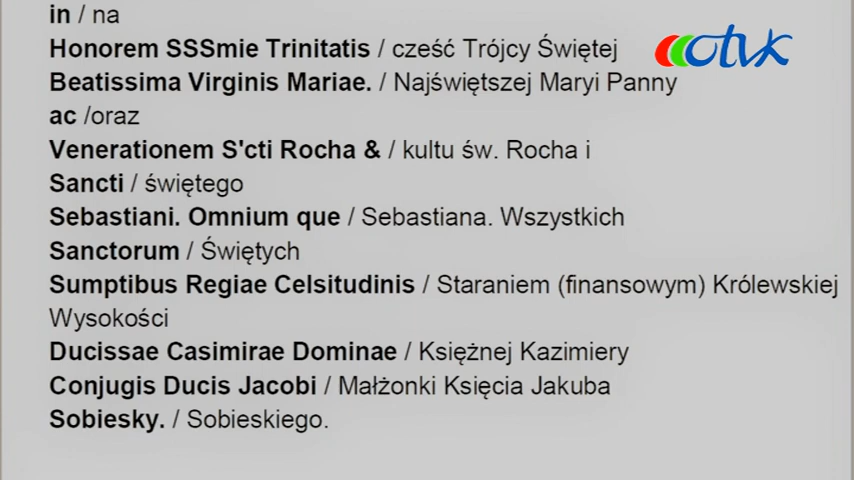 in / na
Honorem SSSmie Trinitatis / cześć Trójcy Świętej
otvk
Beatissima Virginis Mariae. / Najświętszej Maryi Panny
ac /oraz
Venerationem S'cti Rocha & / kultu św. Rocha i
Sancti / świętego
Sebastiani. Omnium que / Sebastiana. Wszystkich
Sanctorum / Świętych
Sumptibus Regiae Celsitudinis / Staraniem (finansowym) Królewskiej
Wysokości
Ducissae Casimirae Dominae / Księżnej Kazimiery
Conjugis Ducis Jacobi / Małżonki Księcia Jakuba
Sobiesky. / Sobieskiego.